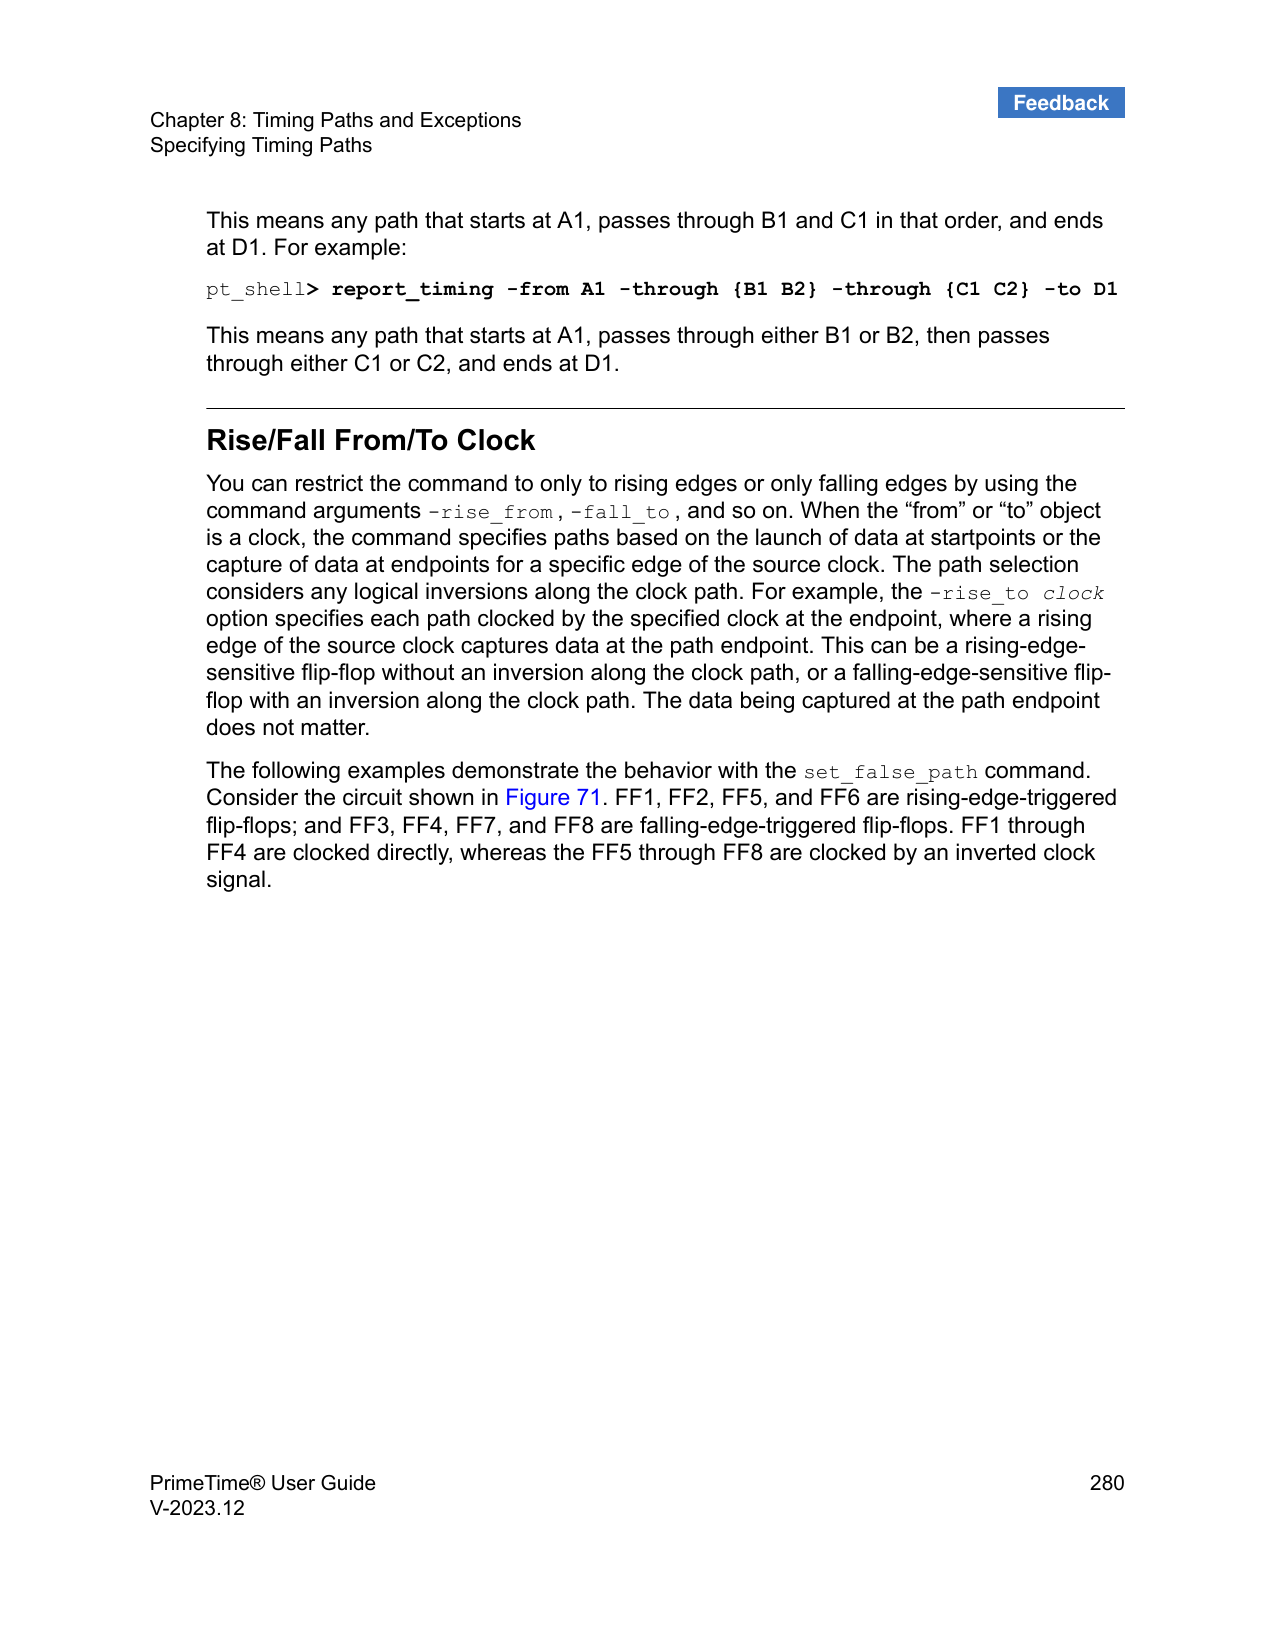 Feedback
Chapter 8: Timing Paths and Exceptions
Specifying Timing Paths
This means any path that starts at A1, passes through B1 and C1 in that order, and ends
at D1. For example:
pt_shell> report_timing -from A1 -through {B1 B2} -through {C1 C2} -to D1
This means any path that starts at A1, passes through either B1 or B2, then passes
through either C1 or C2, and ends at D1.
Rise/Fall From/To Clock
You can restrict the command to only to rising edges or only falling edges by using the
command arguments -rise_from, -fall_to, and so on. When the “from” or “to” object
is a clock, the command specifies paths based on the launch of data at startpoints or the
capture of data at endpoints for a specific edge of the source clock. The path selection
considers any logical inversions along the clock path. For example, the -rise_to clock
option specifies each path clocked by the specified clock at the endpoint, where a rising
edge of the source clock captures data at the path endpoint. This can be a rising-edge-
sensitive flip-flop without an inversion along the clock path, or a falling-edge-sensitive flip-
flop with an inversion along the clock path. The data being captured at the path endpoint
does not matter.
The following examples demonstrate the behavior with the set_false_path command.
Consider the circuit shown in Figure 71. FF1, FF2, FF5, and FF6 are rising-edge-triggered
flip-flops; and FF3, FF4, FF7, and FF8 are falling-edge-triggered flip-flops. FF1 through
FF4 are clocked directly, whereas the FF5 through FF8 are clocked by an inverted clock
signal.
PrimeTime® User Guide 280
V-2023.12